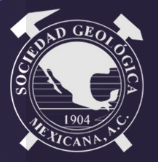 SOCIEDAD GEOLÓGICA
1904
MEXICANA, A.C.